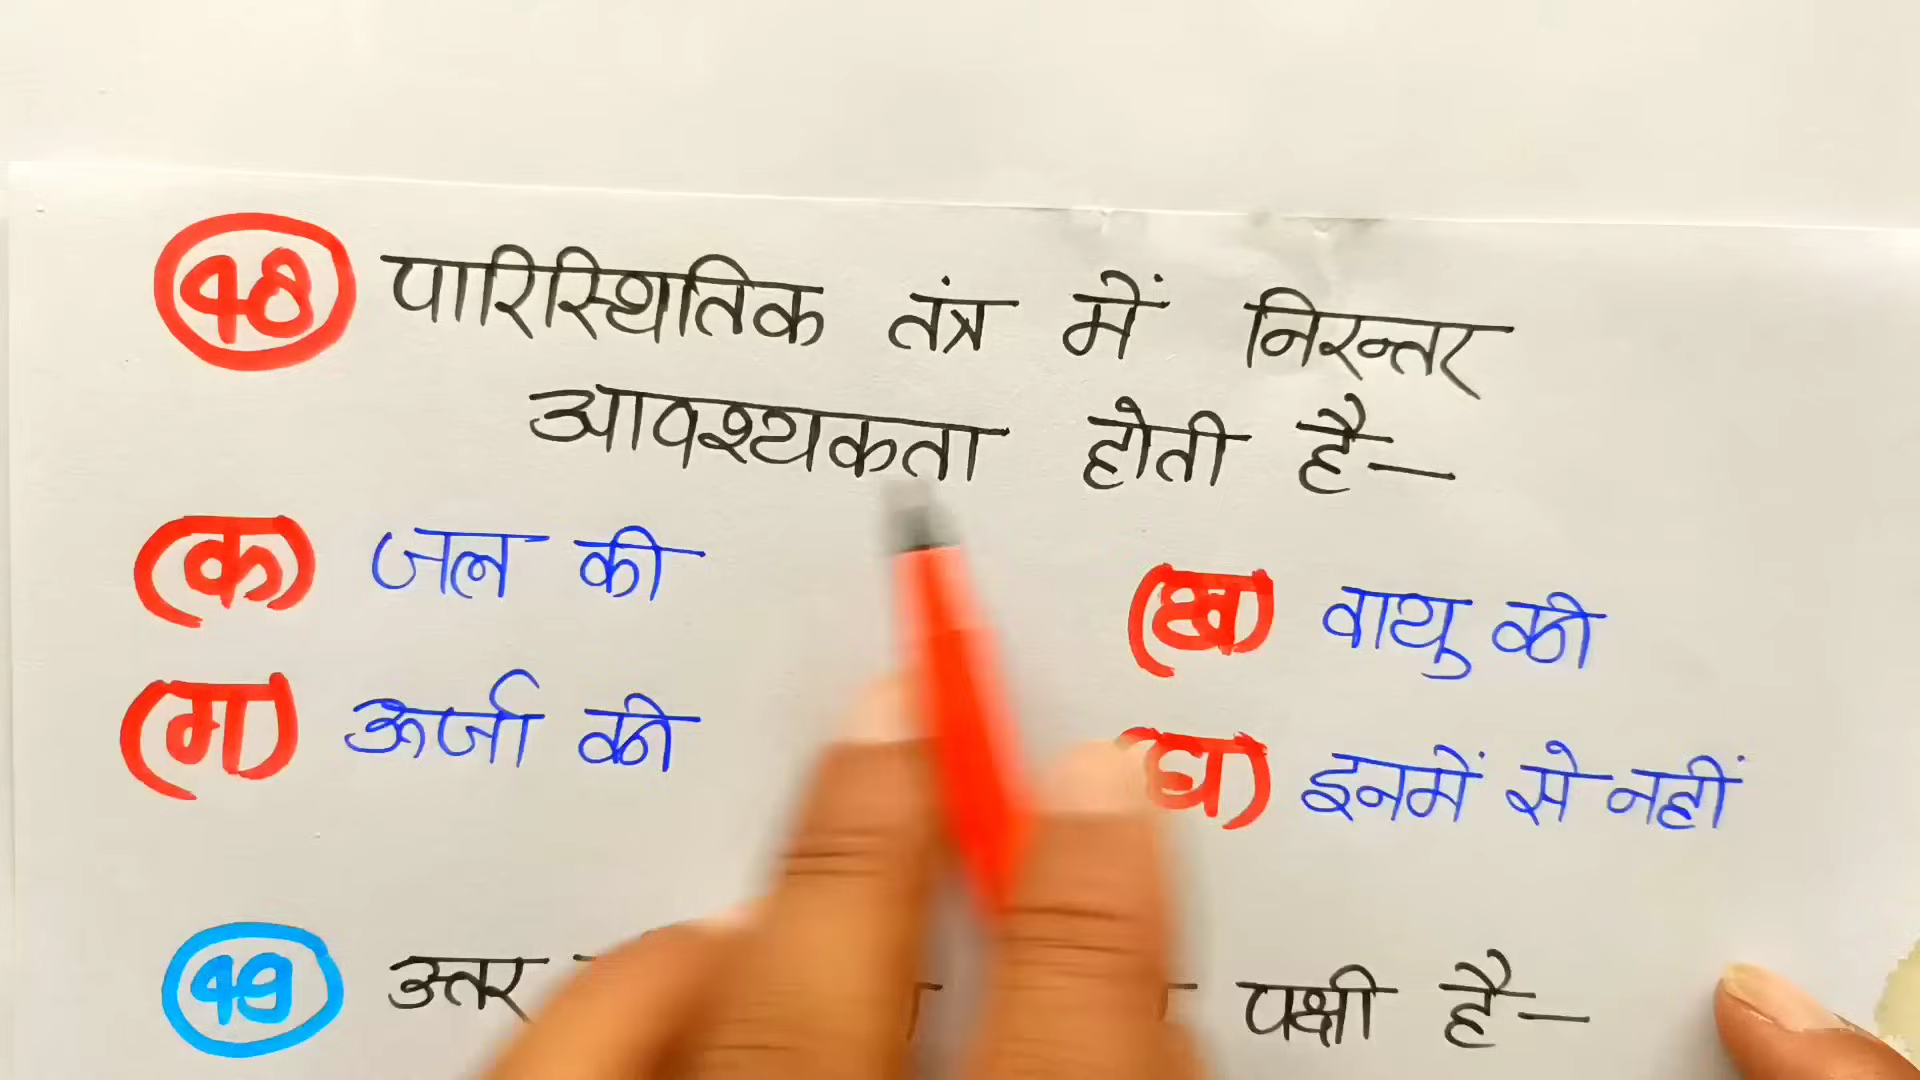 48 पारिस्थितिक तंत्र में निरन्तर
आवश्यकता होती है-
(क) जल की
(ख) वायु की
(ग) ऊर्जा की
(घ) इनमें से नहीं
49 उत्तर पक्षी है-